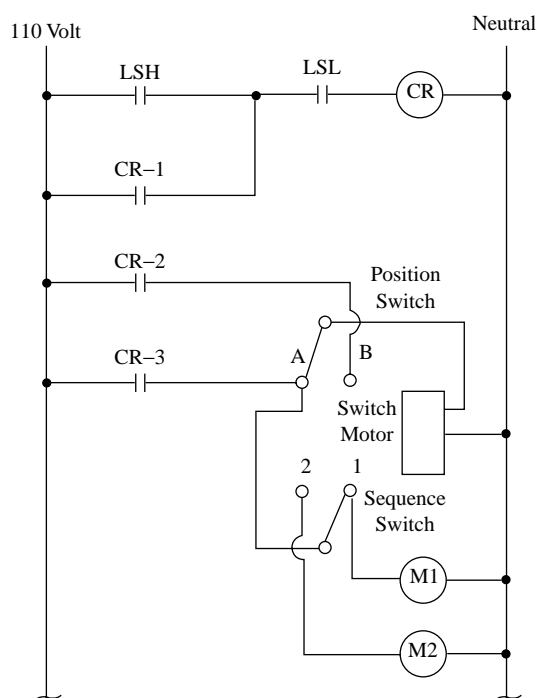 110 Volt
Neutral
LSH
LSL
CR
CR−1
CR−2
Position
Switch
CR−3
A
B
Switch
Motor
2
1
Sequence
Switch
M1
M2